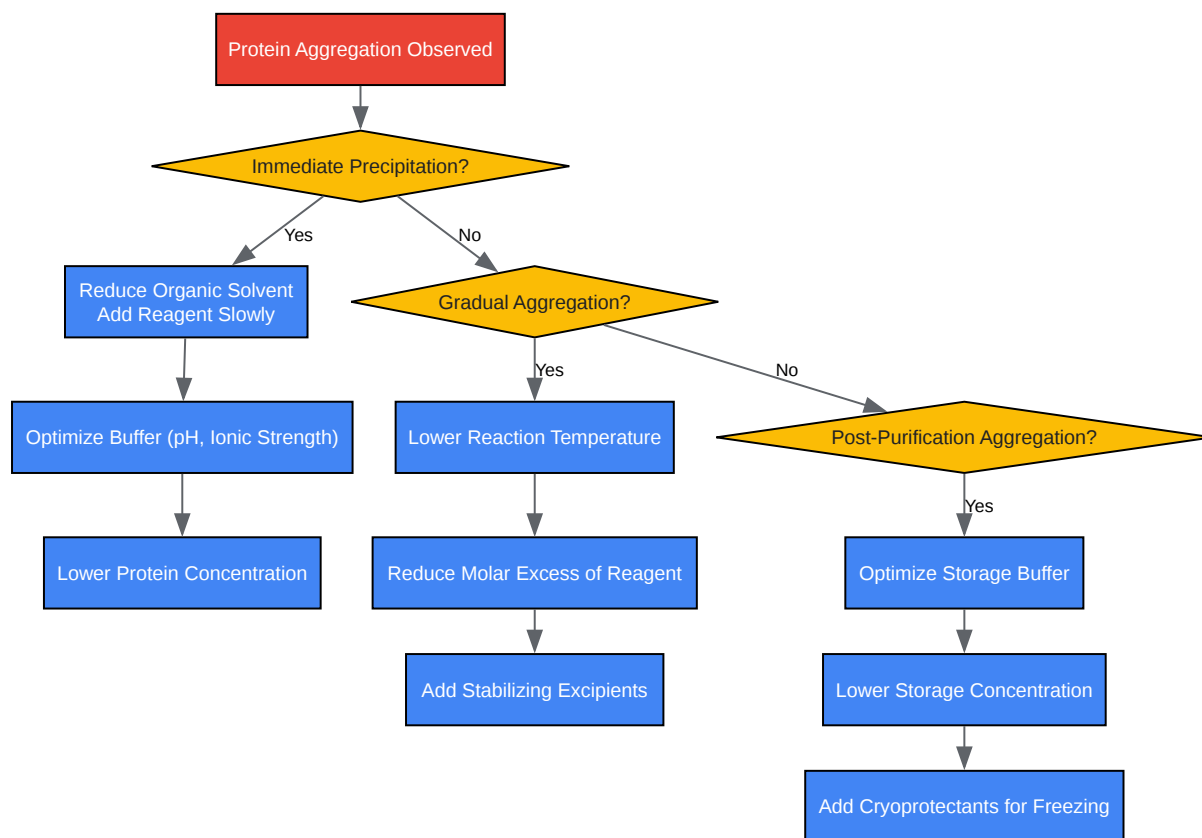 Protein Aggregation Observed
Immediate Precipitation?
Yes
No
Reduce Organic Solvent
Add Reagent Slowly
Gradual Aggregation?
Yes
No
Optimize Buffer (pH, Ionic Strength)
Lower Reaction Temperature
Post-Purification Aggregation?
Yes
Lower Protein Concentration
Reduce Molar Excess of Reagent
Optimize Storage Buffer
Add Stabilizing Excipients
Lower Storage Concentration
Add Cryoprotectants for Freezing